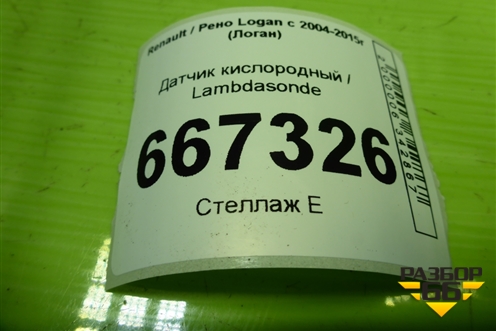 Renault / Рено Logan с 2004-2015г
(Логан)
Датчик кислородный /
Lambdasonde
667326
Стеллаж Е
РАЗБОР
66